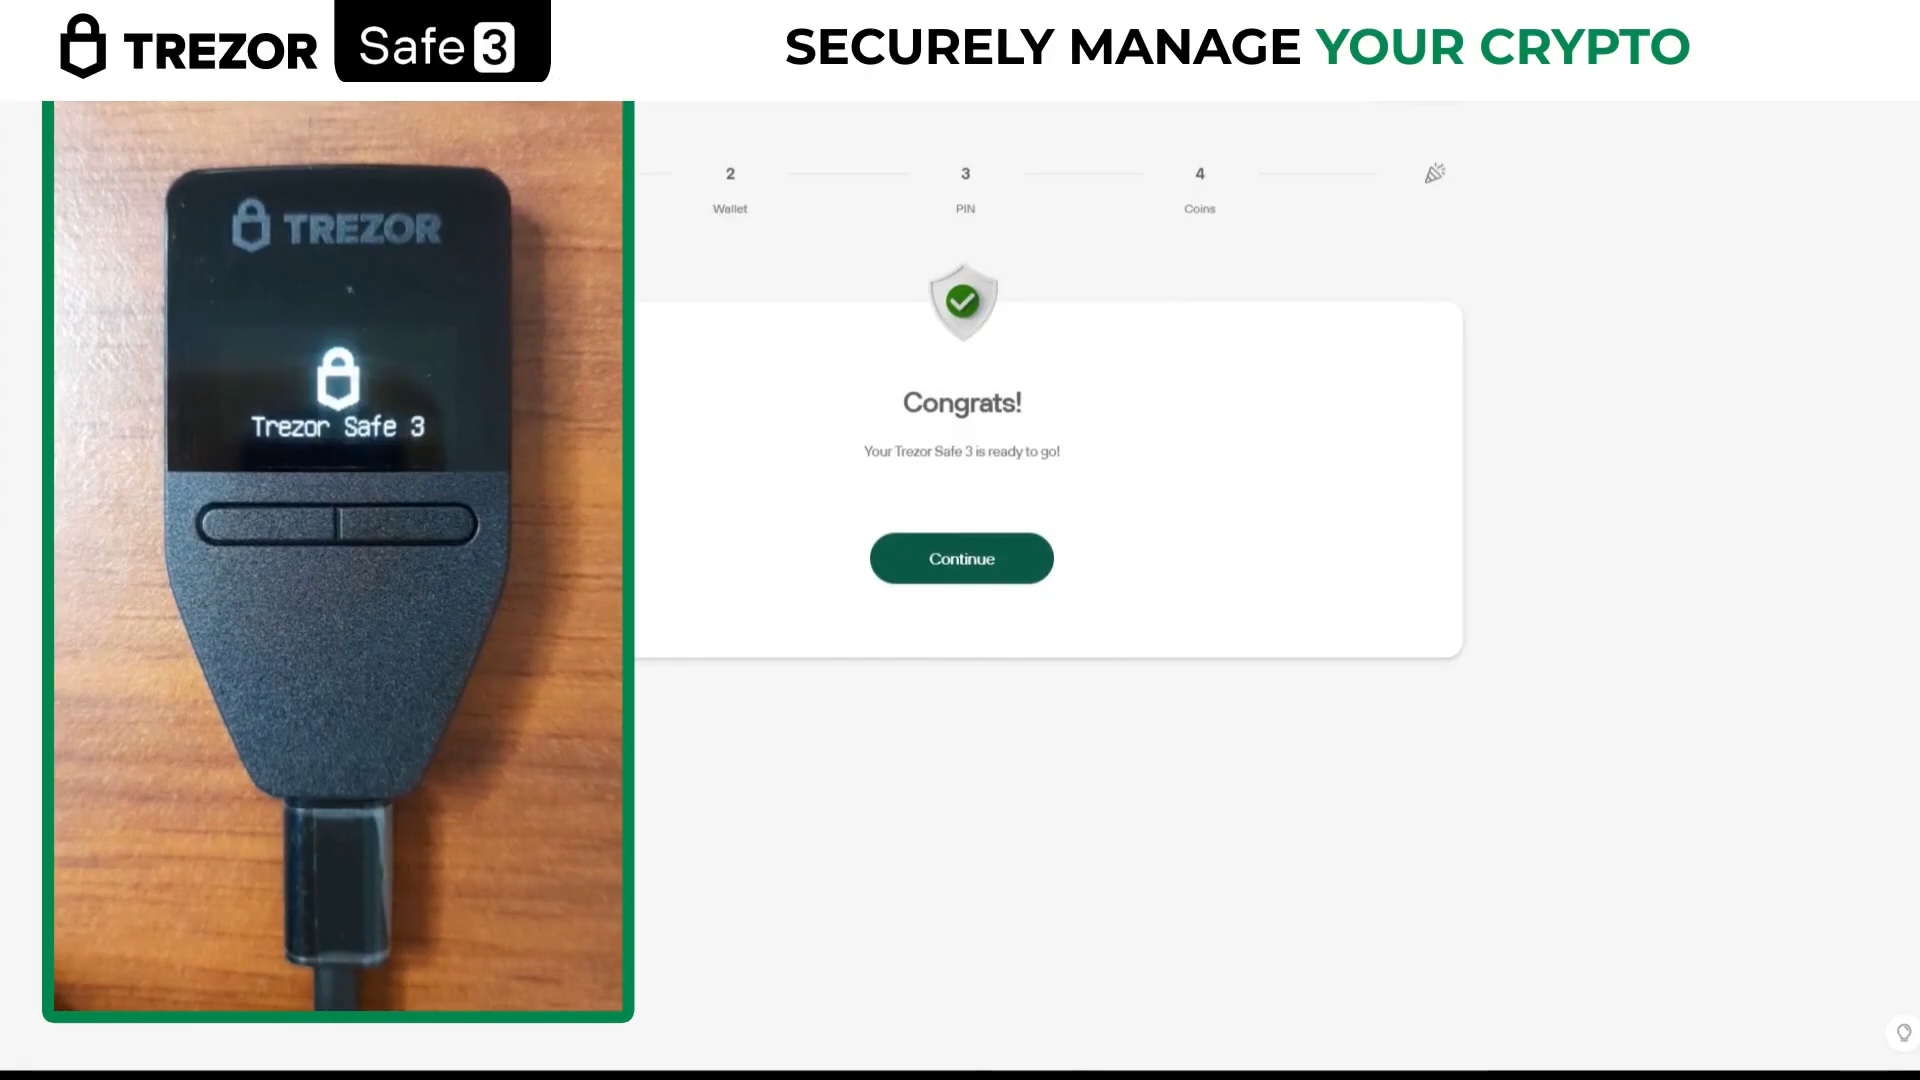 TREZOR Safe 3
SECURELY MANAGE YOUR CRYPTO
TREZOR
Trezor Safe 3
2
Wallet
3
PIN
4
Coins
Congrats!
Your Trezor Safe 3 is ready to go!
Continue